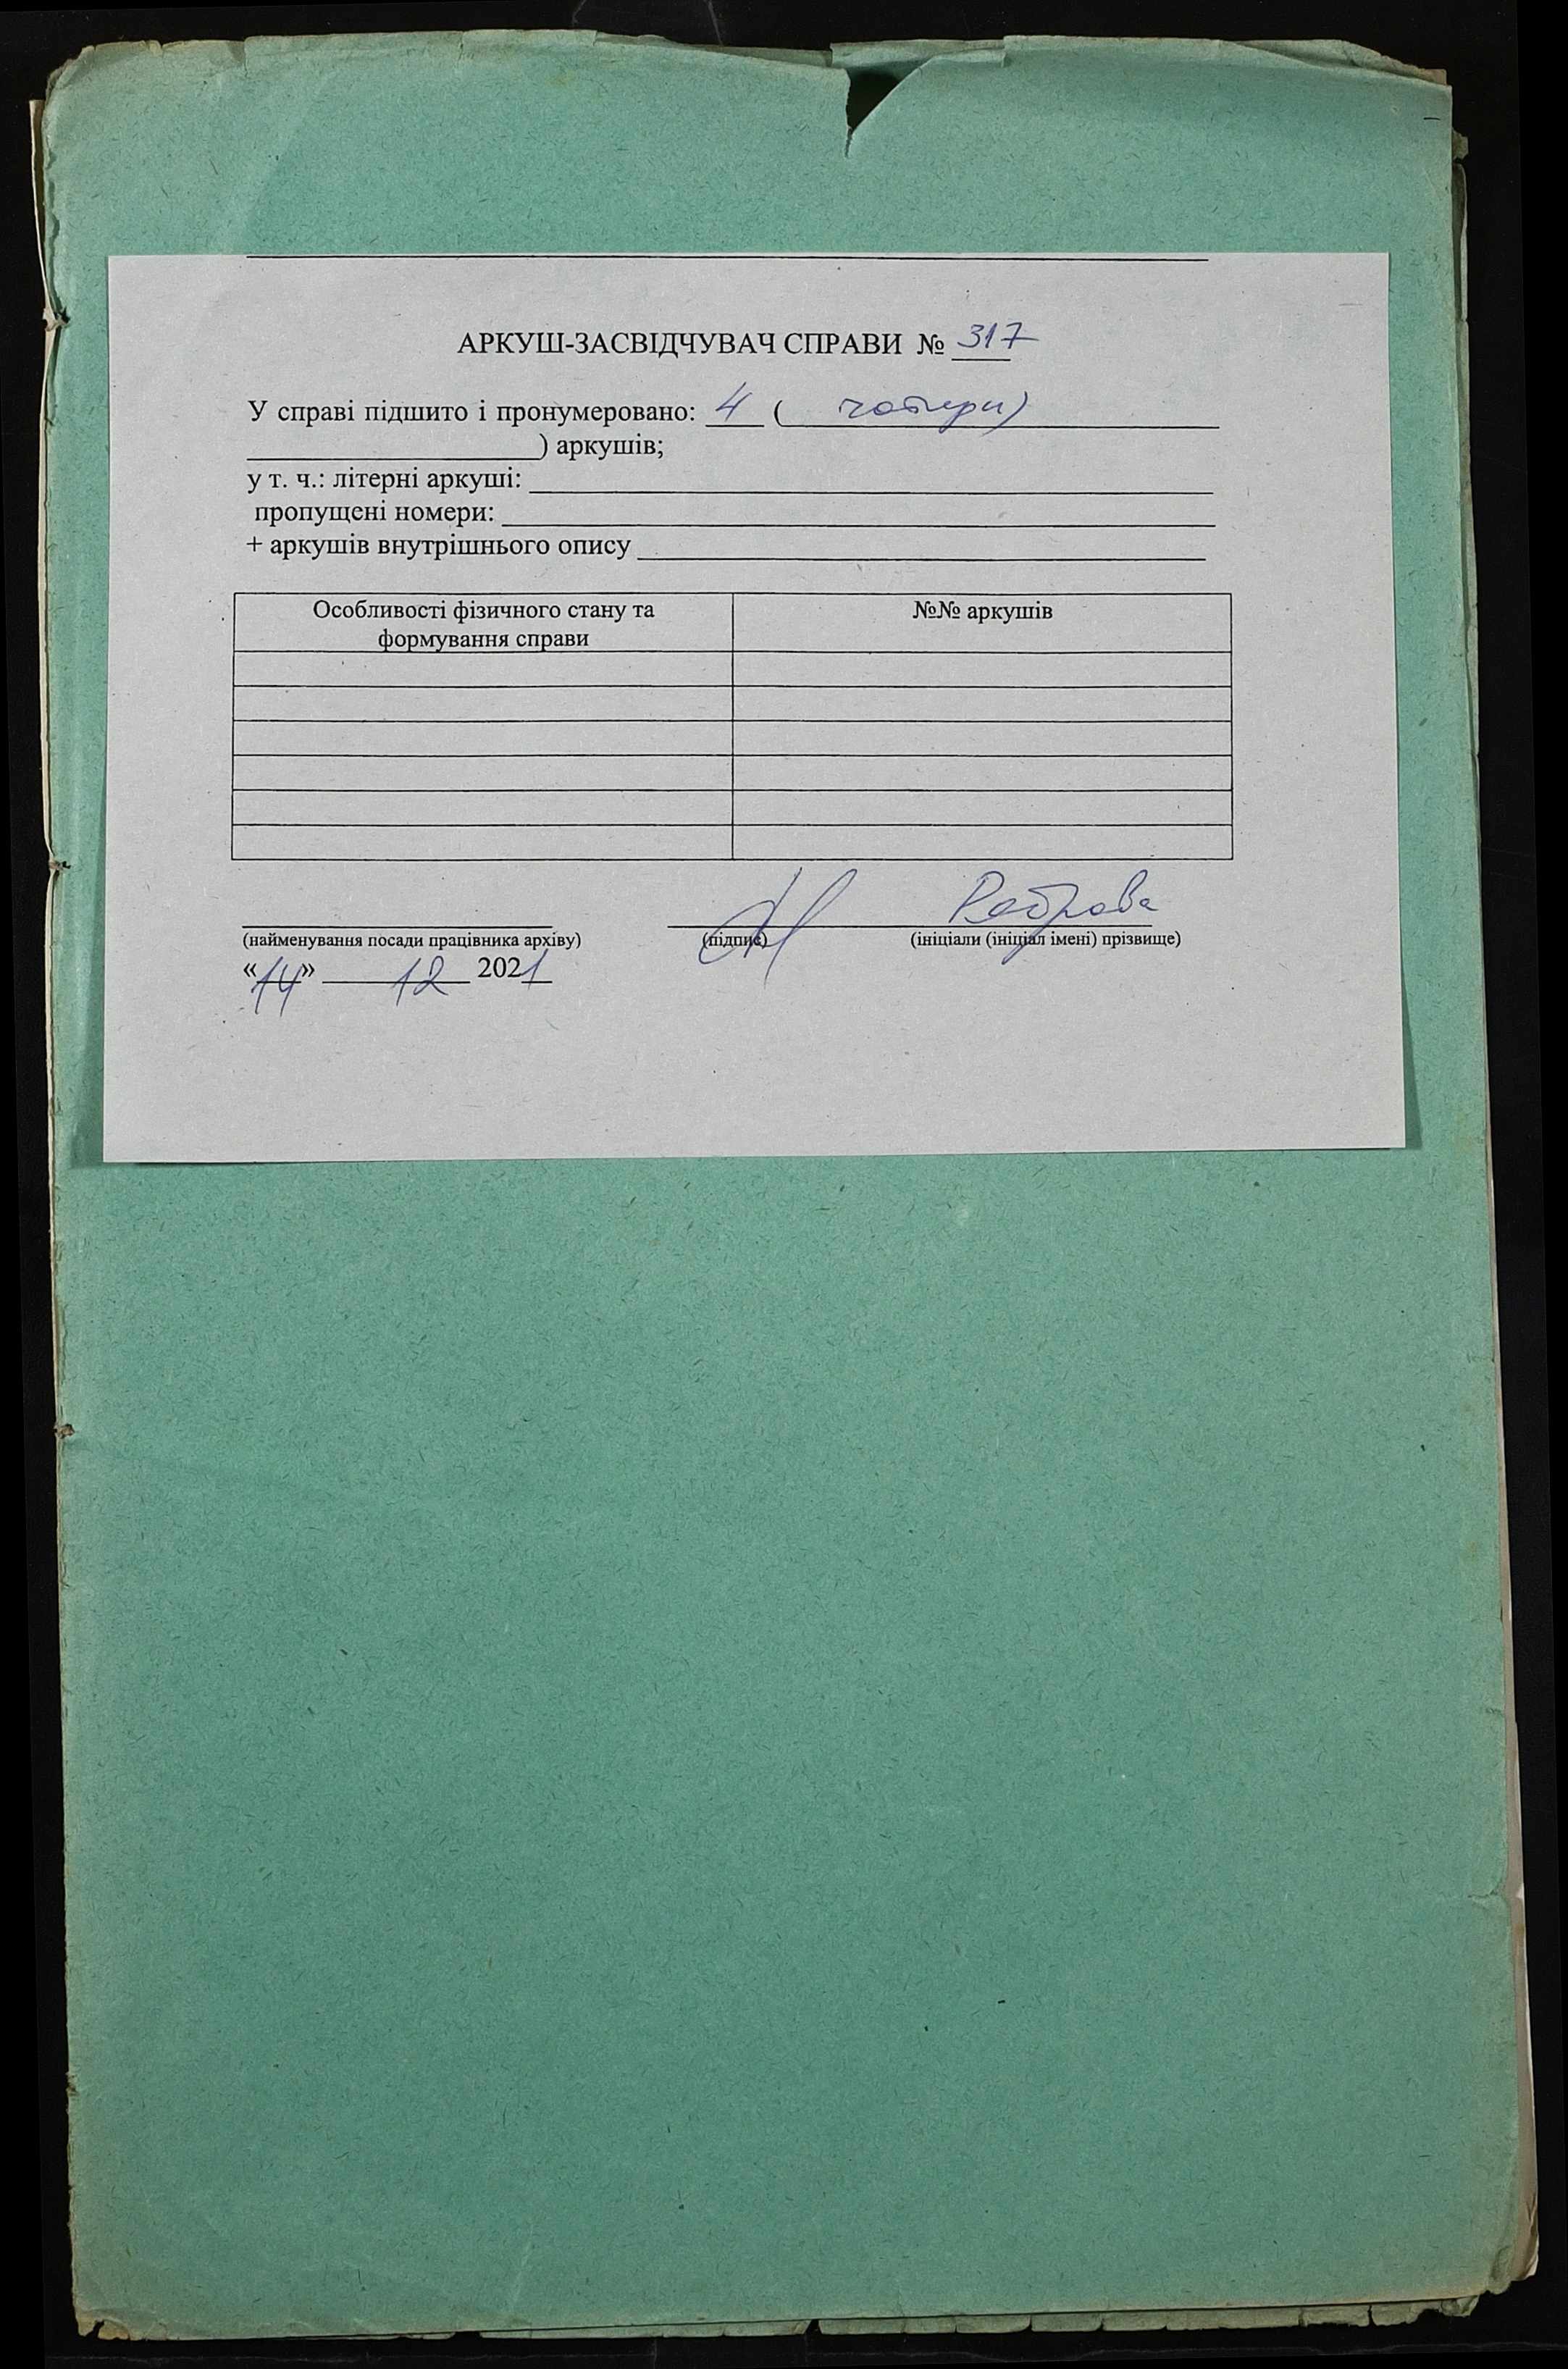 АРКУШ-ЗАСВІДЧУВАЧ СПРАВИ № 317
У справі підшито і пронумеровано: 4 ( чотири)
) аркушів;
у т. ч.: літерні аркуші:
пропущені номери:
+ аркушів внутрішнього опису
Особливості фізичного стану та формування справи №№ аркушів
Реброва
(найменування посади працівника архіву) (підпис) (ініціали (ініціал імені) прізвище)
«14» 12 2021